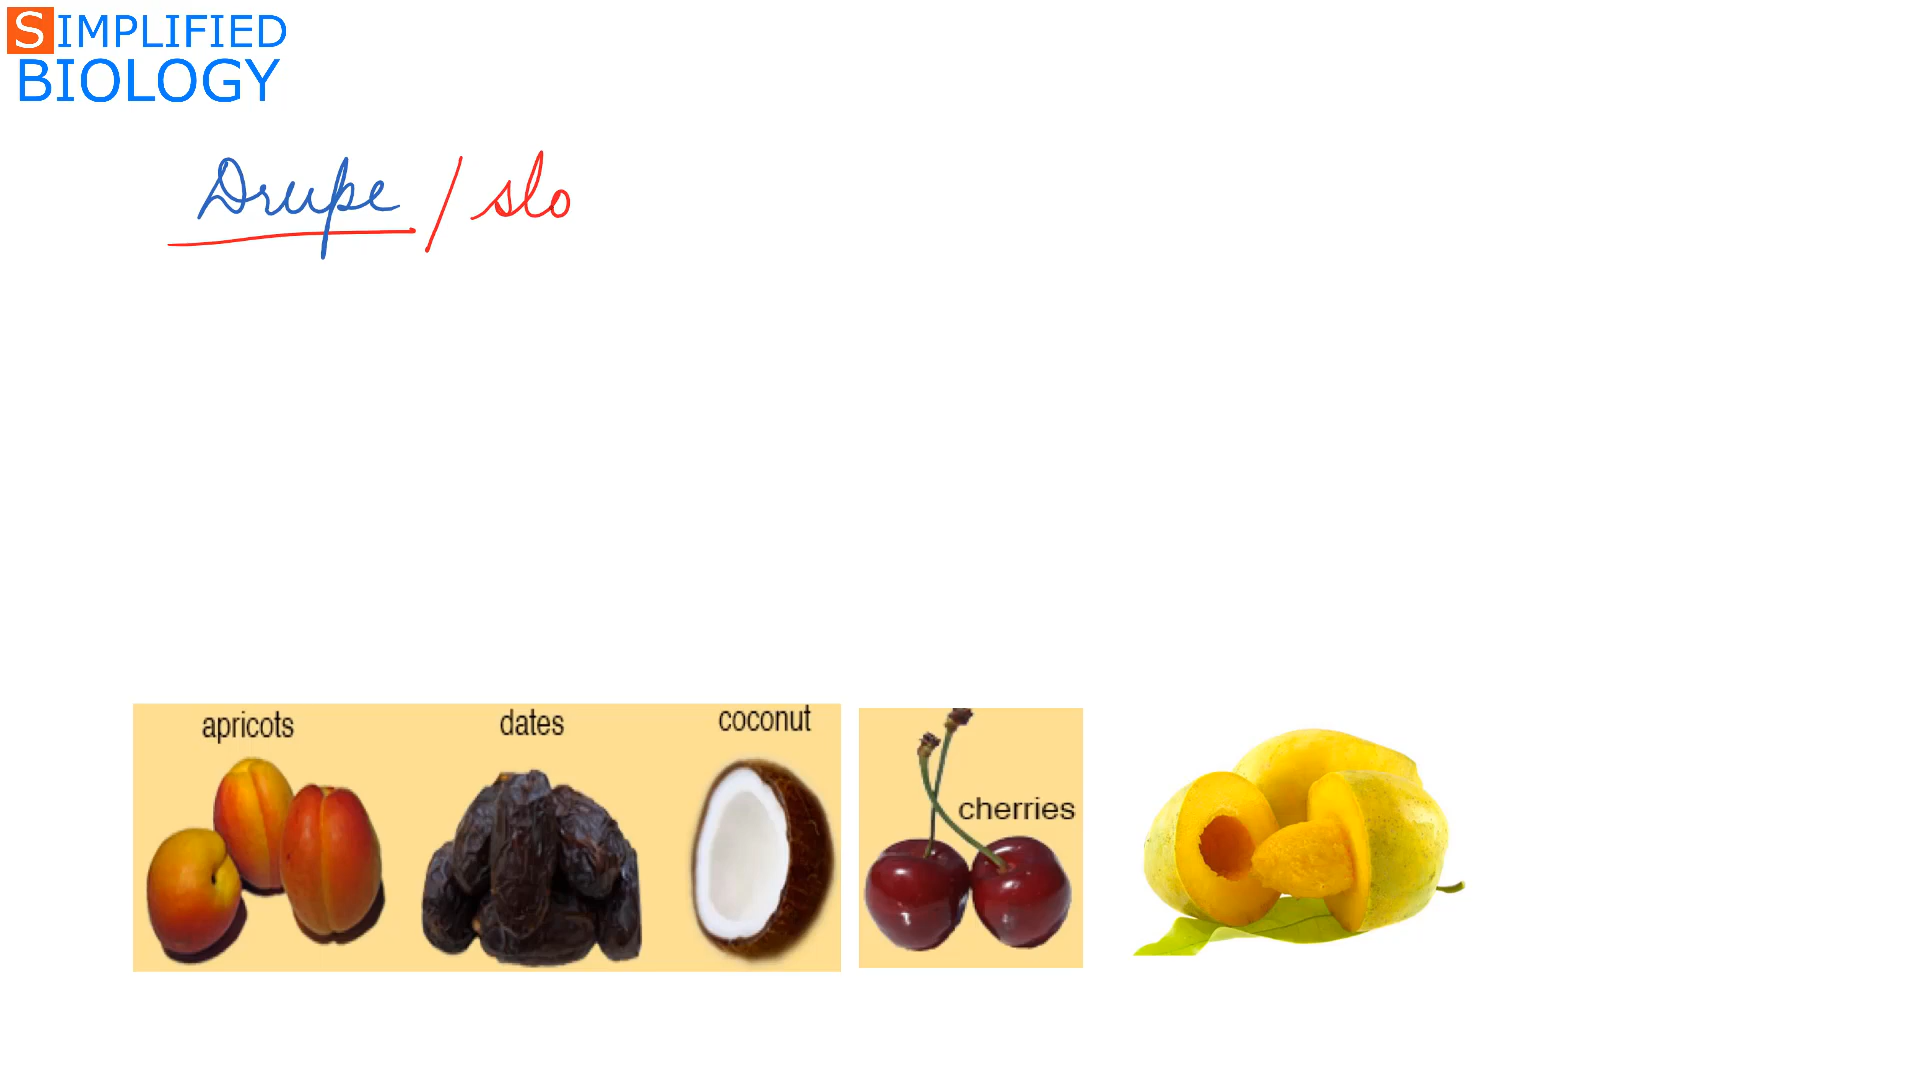 SIMPLIFIED
BIOLOGY
Drupe / slo
apricots
dates
coconut
cherries